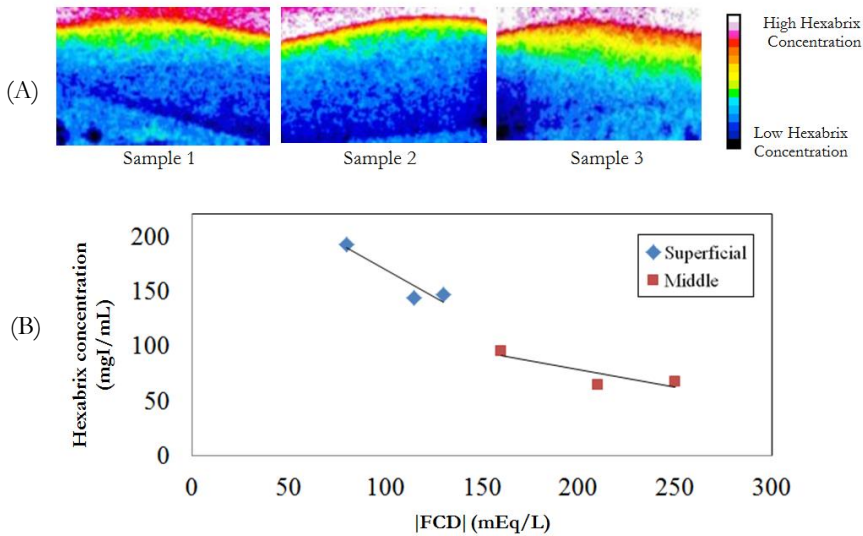 (A)
Sample 1
Sample 2
Sample 3
High Hexabrix
Concentration
Low Hexabrix
Concentration
(B)
Hexabrix concentration
(mgI/mL)
200
150
100
50
0
0 50 100 150 200 250 300
|FCD| (mEq/L)
Superficial
Middle